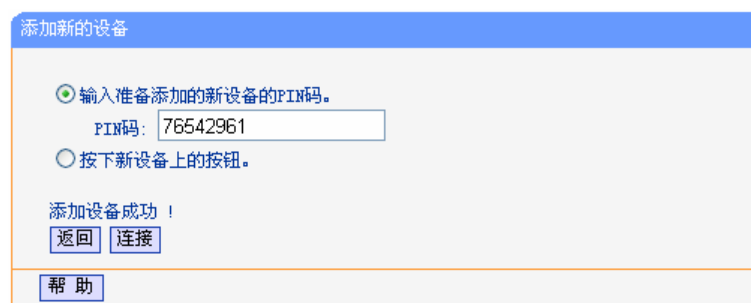 添加新的设备
输入准备添加的新设备的PIN码。
PIN码: 76542961
按下新设备上的按钮。
添加设备成功 !
返回 连接
帮 助